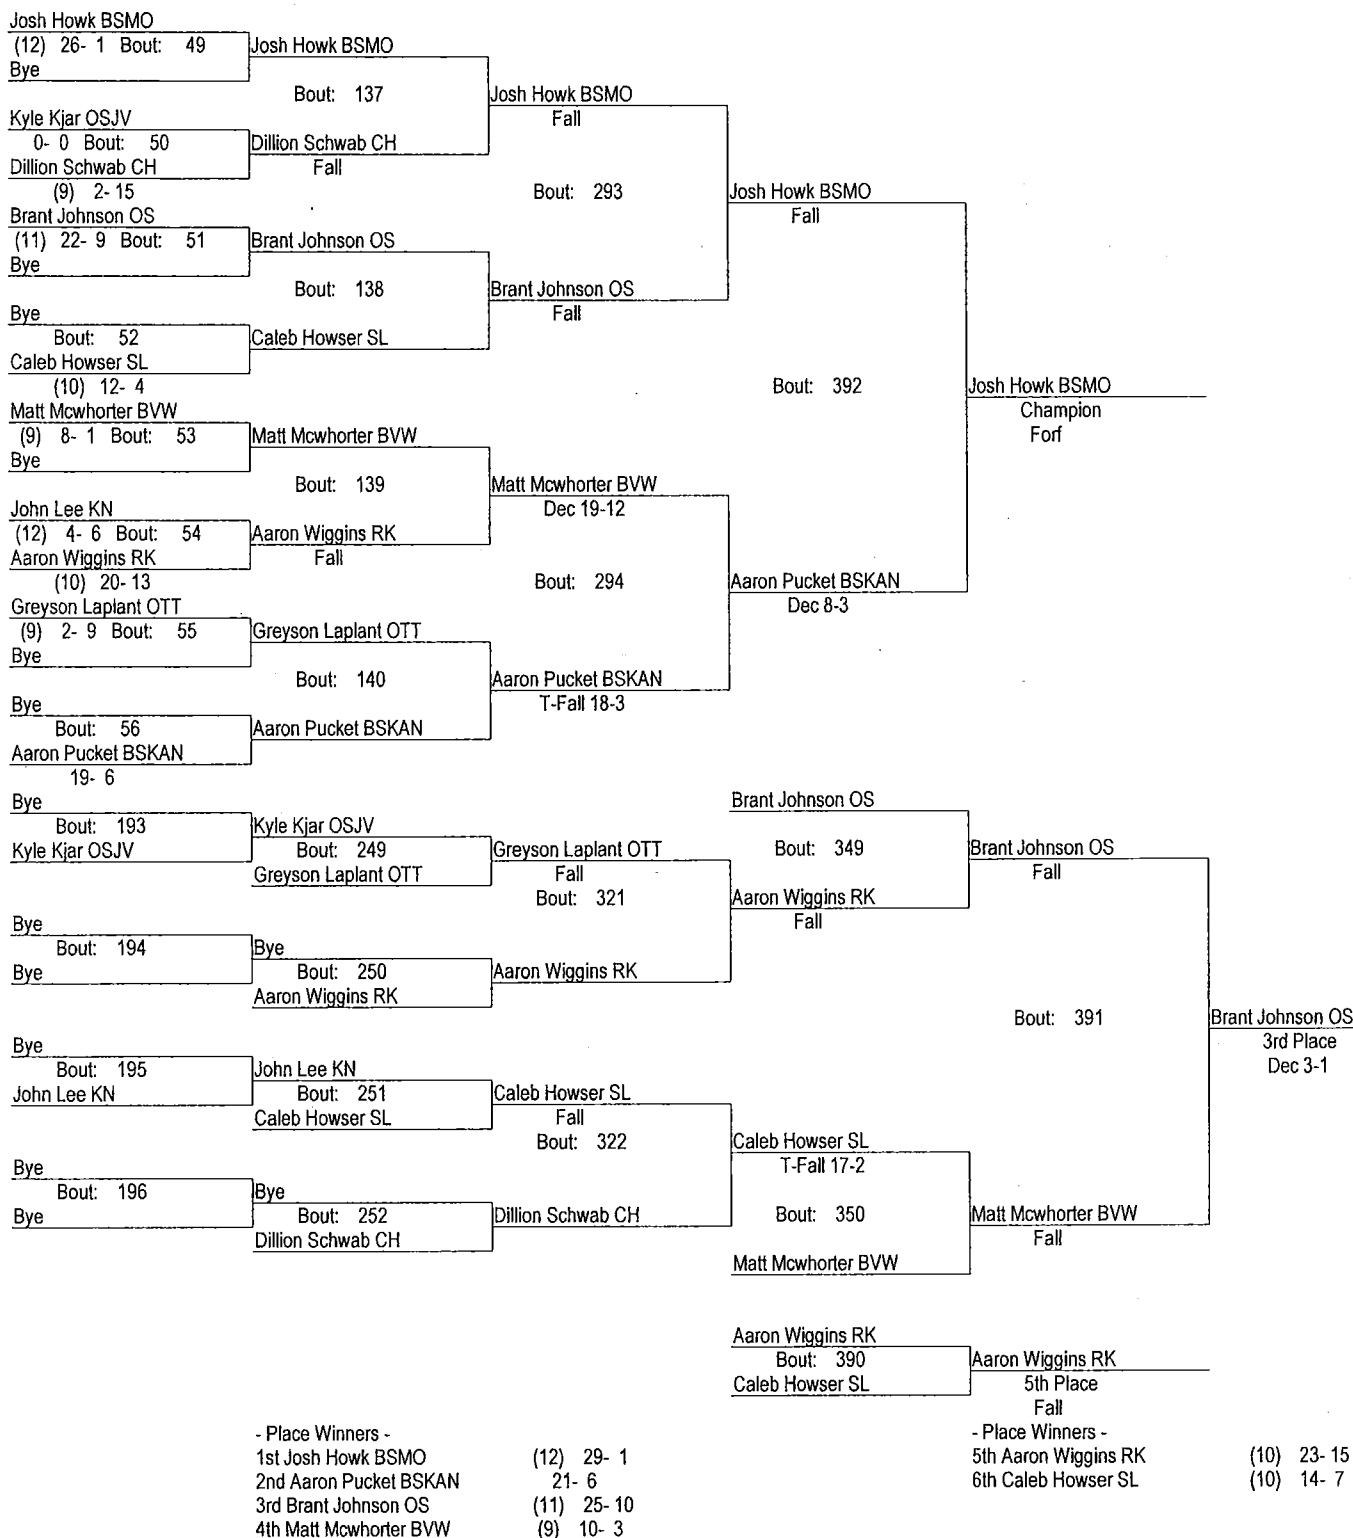 Josh Howk BSMO
(12) 26- 1 Bout: 49
Bye
Josh Howk BSMO
Bout: 137
Kyle Kjar OSJV
0- 0 Bout: 50
Dillion Schwab CH
(9) 2- 15
Dillion Schwab CH
Fall
Josh Howk BSMO
Fall
Bout: 293
Brant Johnson OS
(11) 22- 9 Bout: 51
Bye
Brant Johnson OS
Bout: 138
Bye
Bout: 52
Caleb Howser SL
(10) 12- 4
Caleb Howser SL
Brant Johnson OS
Fall
Josh Howk BSMO
Fall
Bout: 392
Matt Mcwhorter BVW
(9) 8- 1 Bout: 53
Bye
Matt Mcwhorter BVW
Bout: 139
John Lee KN
(12) 4- 6 Bout: 54
Aaron Wiggins RK
(10) 20- 13
Aaron Wiggins RK
Fall
Matt Mcwhorter BVW
Dec 19-12
Bout: 294
Greyson Laplant OTT
(9) 2- 9 Bout: 55
Bye
Greyson Laplant OTT
Bout: 140
Bye
Bout: 56
Aaron Pucket BSKAN
19- 6
Aaron Pucket BSKAN
Aaron Pucket BSKAN
T-Fall 18-3
Aaron Pucket BSKAN
Dec 8-3
Josh Howk BSMO
Champion
Forf
Bye
Bout: 193
Kyle Kjar OSJV
Kyle Kjar OSJV
Bout: 249
Greyson Laplant OTT
Greyson Laplant OTT
Fall
Bout: 321
Bye
Bout: 194
Bye
Bye
Bout: 250
Aaron Wiggins RK
Aaron Wiggins RK
Brant Johnson OS
Bout: 349
Aaron Wiggins RK
Fall
Brant Johnson OS
Fall
Bout: 391
Bye
Bout: 195
John Lee KN
John Lee KN
Bout: 251
Caleb Howser SL
Caleb Howser SL
Fall
Bout: 322
Bye
Bout: 196
Bye
Bye
Bout: 252
Dillion Schwab CH
Dillion Schwab CH
Caleb Howser SL
T-Fall 17-2
Bout: 350
Matt Mcwhorter BVW
Matt Mcwhorter BVW
Fall
Brant Johnson OS
3rd Place
Dec 3-1
Aaron Wiggins RK
Bout: 390
Caleb Howser SL
Aaron Wiggins RK
5th Place
Fall
- Place Winners -
1st Josh Howk BSMO (12) 29- 1
2nd Aaron Pucket BSKAN 21- 6
3rd Brant Johnson OS (11) 25- 10
4th Matt Mcwhorter BVW (9) 10- 3
- Place Winners -
5th Aaron Wiggins RK (10) 23- 15
6th Caleb Howser SL (10) 14- 7